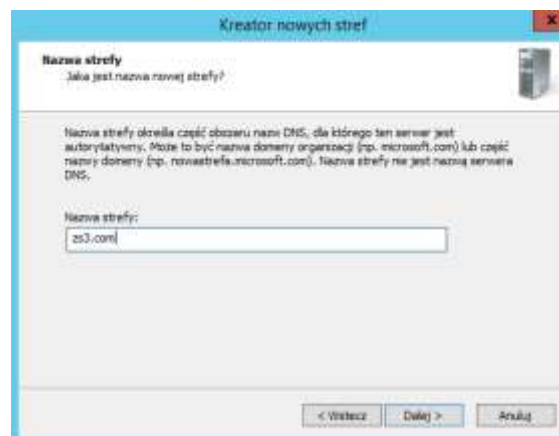 Kreator nowych stref
x
Nazwa strefy
Jaka jest nazwa nowej strefy?
Nazwa strefy określa część obszaru nazw DNS, dla którego ten serwer jest
autorytatywny. Może to być nazwa domeny organizacji (np. microsoft.com) lub część
nazwy domeny (np. nowastrefa.microsoft.com). Nazwa strefy nie jest nazwą serwera
DNS.
Nazwa strefy:
zs3.com
< Wstecz
Dalej >
Anuluj